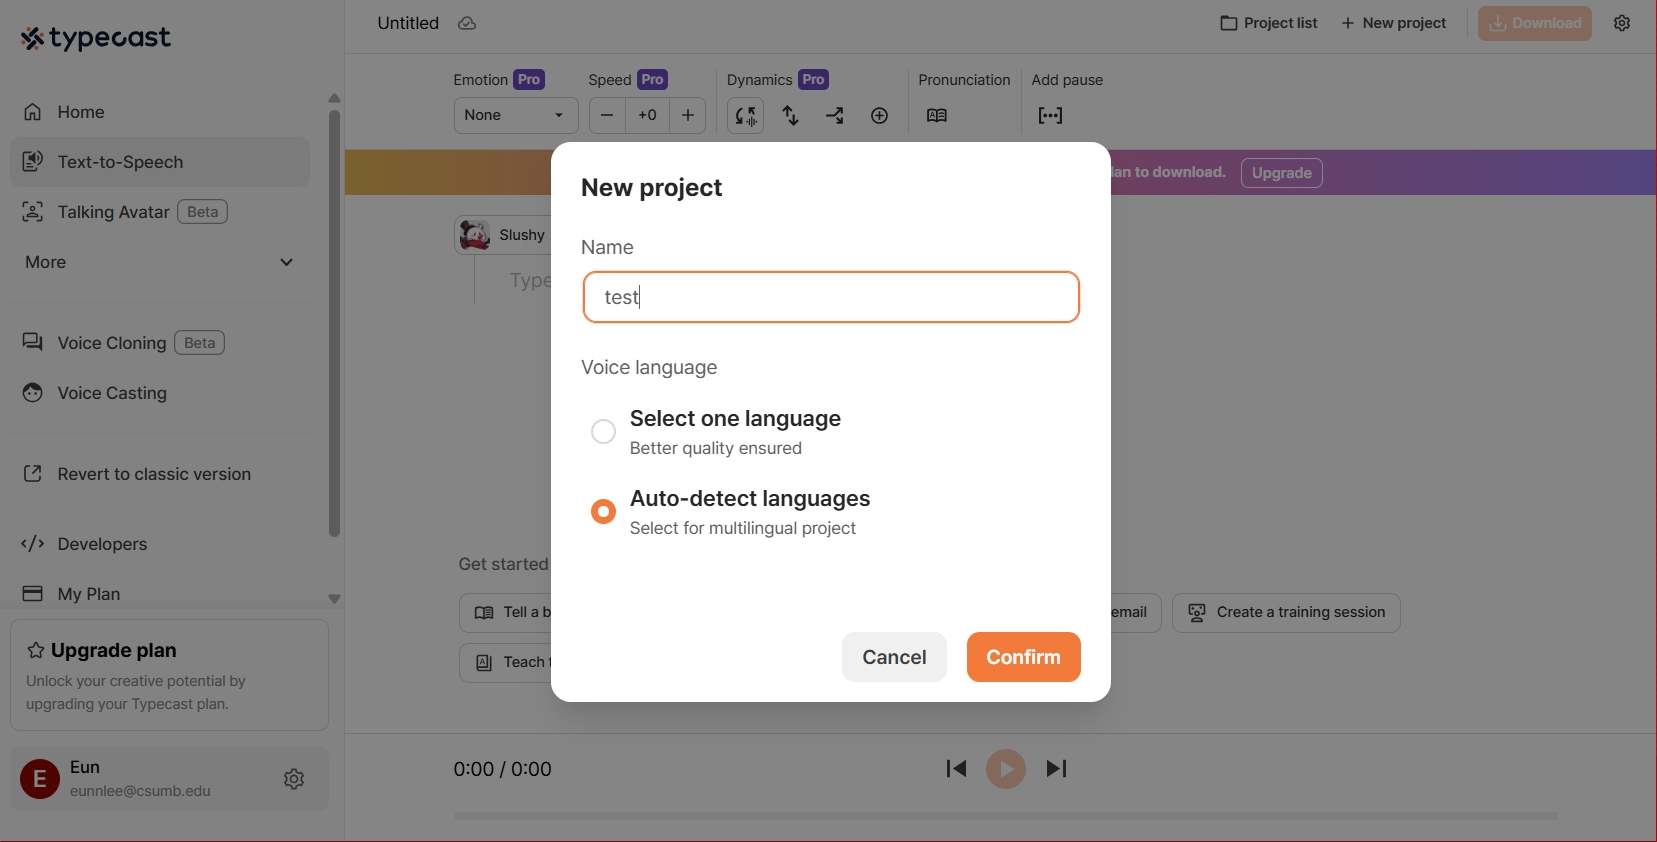 typecast
Untitled
Project list
New project
Download
Home
Text-to-Speech
Talking Avatar Beta
More
Voice Cloning Beta
Voice Casting
Revert to classic version
Developers
My Plan
Upgrade plan
Unlock your creative potential by
upgrading your Typecast plan.
E
Eun
eunnlee@csumb.edu
Emotion Pro
None
Speed Pro
+0
Dynamics Pro
Pronunciation
Add pause
to download.
Upgrade
Slushy
Type
New project
Name
test
Voice language
Select one language
Better quality ensured
Auto-detect languages
Select for multilingual project
Cancel
Confirm
Get started
Tell a
email
Create a training session
Teach
0:00 / 0:00